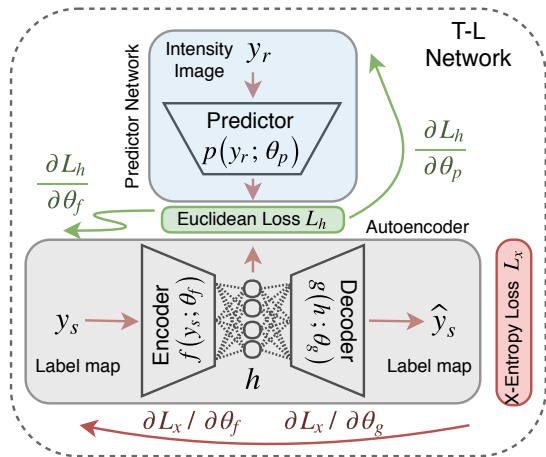 T-L
Network
Predictor Network
Intensity
Image
y_r
Predictor
p(y_r; θ_p)
∂L_h / ∂θ_f
∂L_h / ∂θ_p
Euclidean Loss L_h
Autoencoder
y_s
Label map
Encoder
f(y_s; θ_f)
h
Decoder
g(h; θ_g)
ŷ_s
Label map
X-Entropy Loss L_x
∂L_x / ∂θ_f
∂L_x / ∂θ_g